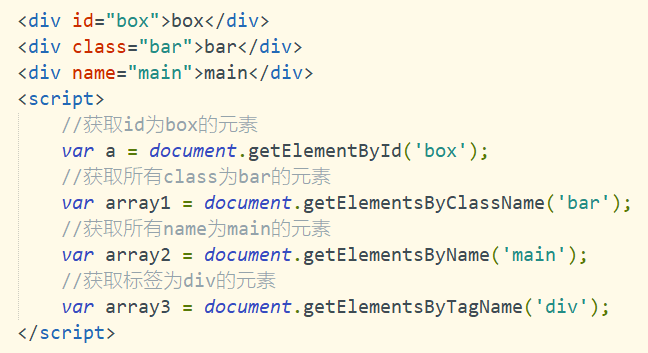 <div id="box">box</div>
<div class="bar">bar</div>
<div name="main">main</div>
<script>
    //获取id为box的元素
    var a = document.getElementById('box');
    //获取所有class为bar的元素
    var array1 = document.getElementsByClassName('bar');
    //获取所有name为main的元素
    var array2 = document.getElementsByName('main');
    //获取标签为div的元素
    var array3 = document.getElementsByTagName('div');
</script>